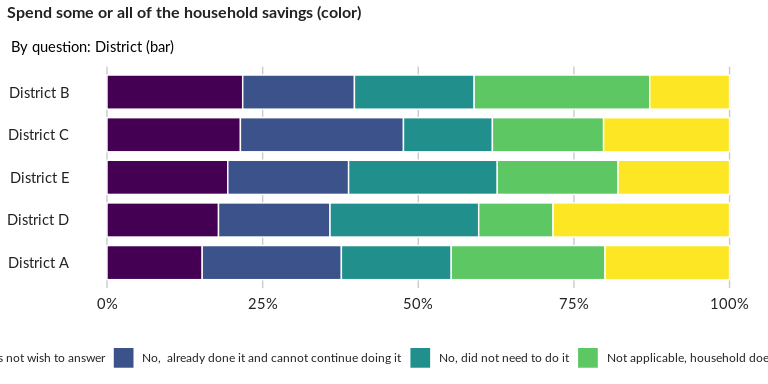 Spend some or all of the household savings (color)
By question: District (bar)
District B
District C
District E
District D
District A
0% 25% 50% 75% 100%
s not wish to answer No, already done it and cannot continue doing it No, did not need to do it Not applicable, household doe